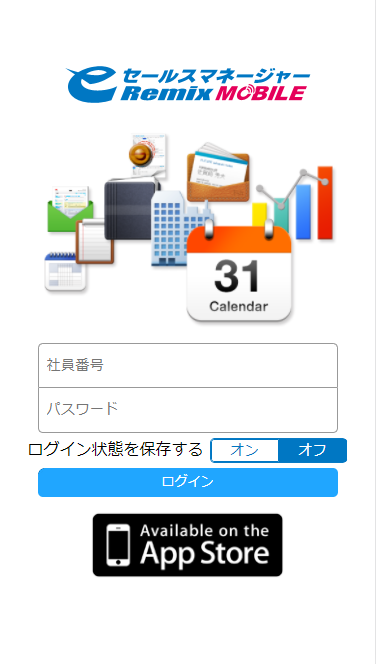 eセールスマネージャー
Remix MOBILE
31
Calendar
社員番号
パスワード
ログイン状態を保存する オン オフ
ログイン
Available on the
App Store